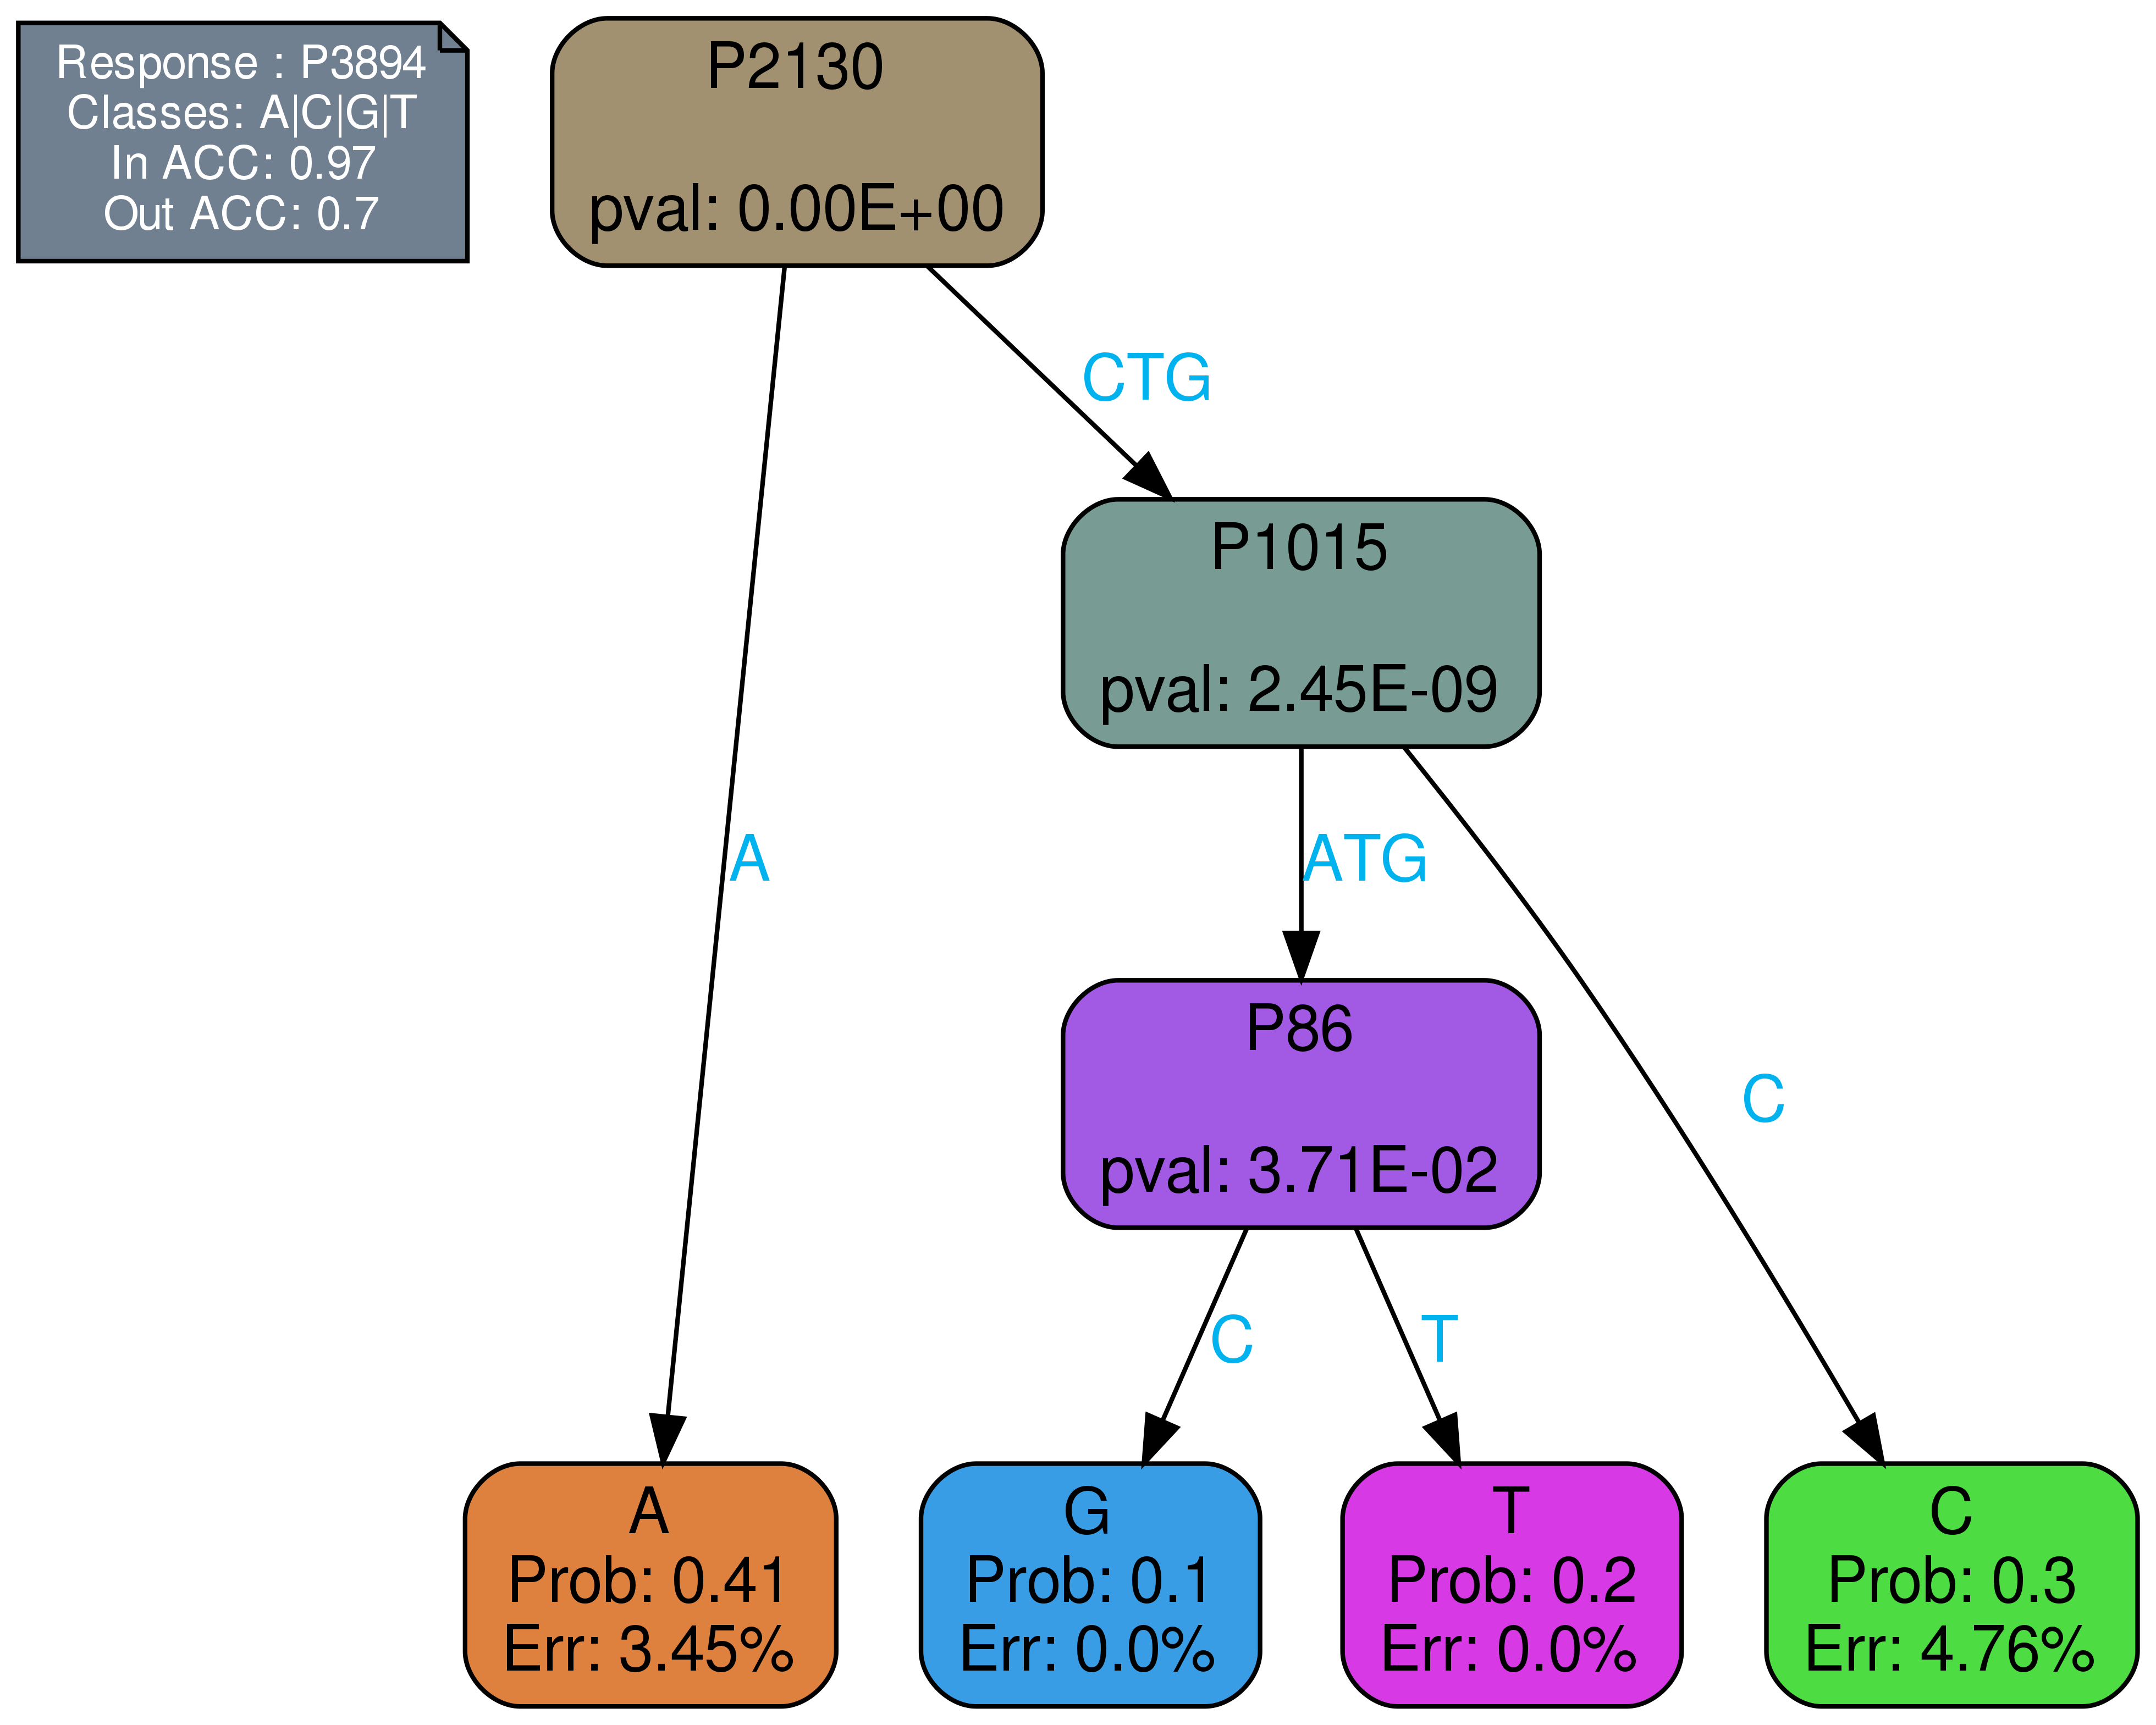 Response : P3894
Classes: A|C|G|T
In ACC: 0.97
Out ACC: 0.7
P2130
pval: 0.00E+00
CTG
P1015
pval: 2.45E-09
A
ATG
P86
pval: 3.71E-02
C
C
T
A
Prob: 0.41
Err: 3.45%
G
Prob: 0.1
Err: 0.0%
T
Prob: 0.2
Err: 0.0%
C
Prob: 0.3
Err: 4.76%